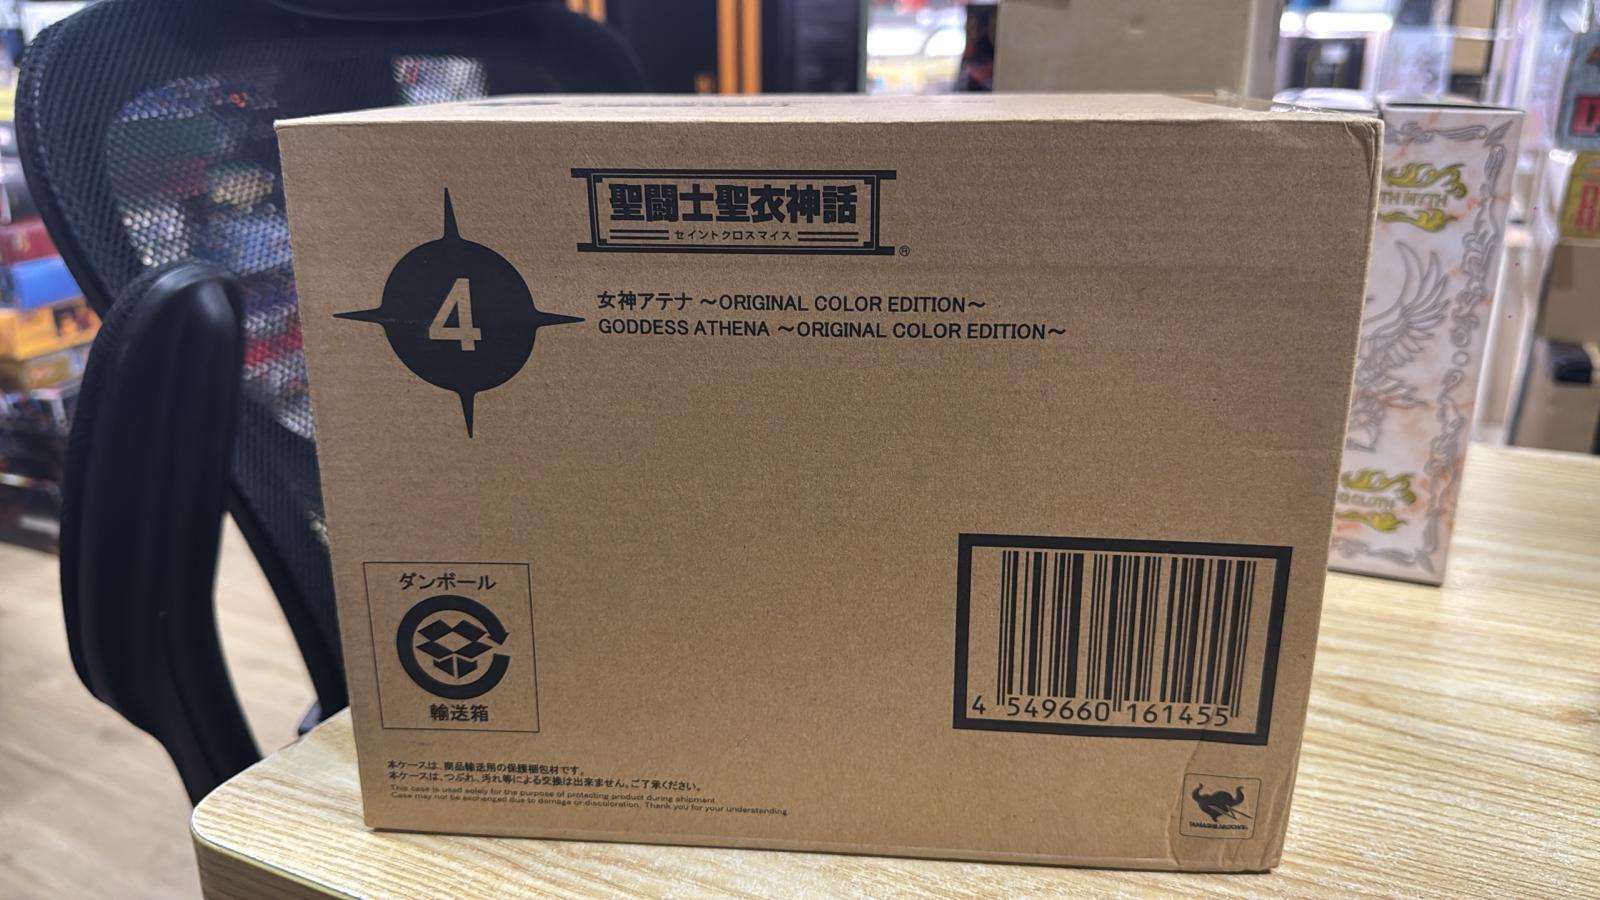 聖闘士聖衣神話
セイントクロスマイス
®
4
女神アテナ ～ORIGINAL COLOR EDITION～
GODDESS ATHENA ～ORIGINAL COLOR EDITION～
ダンボール
輸送箱
4 549660 161455
本ケースは、商品輸送用の保護梱包材です。
本ケースは、つぶれ、汚れ等による交換は出来ません。ご了承ください。
This case is used solely for the purpose of protecting product during shipment.
Case may not be exchanged due to damage or discoloration. Thank you for your understanding.
TAMASHII NATIONS
TH MYTH
CLOTH